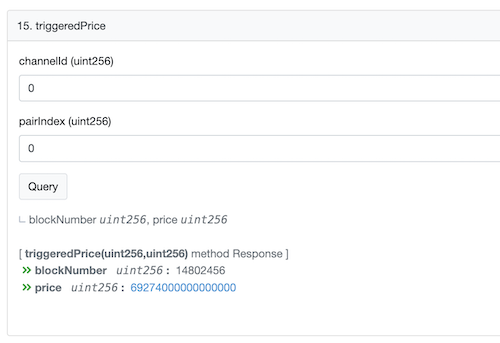 15. triggeredPrice
channelId (uint256)
0
pairIndex (uint256)
0
Query
blockNumber uint256, price uint256
[ triggeredPrice(uint256,uint256) method Response ]
blockNumber uint256 : 14802456
price uint256 : 69274000000000000